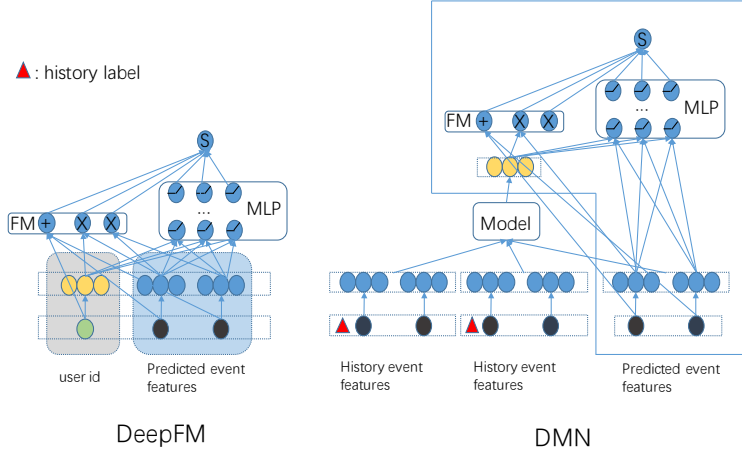 : history label
S
FM
+
X
X
...
MLP
user id
Predicted event
features
DeepFM
S
FM
+
X
X
...
MLP
Model
History event
features
History event
features
Predicted event
features
DMN